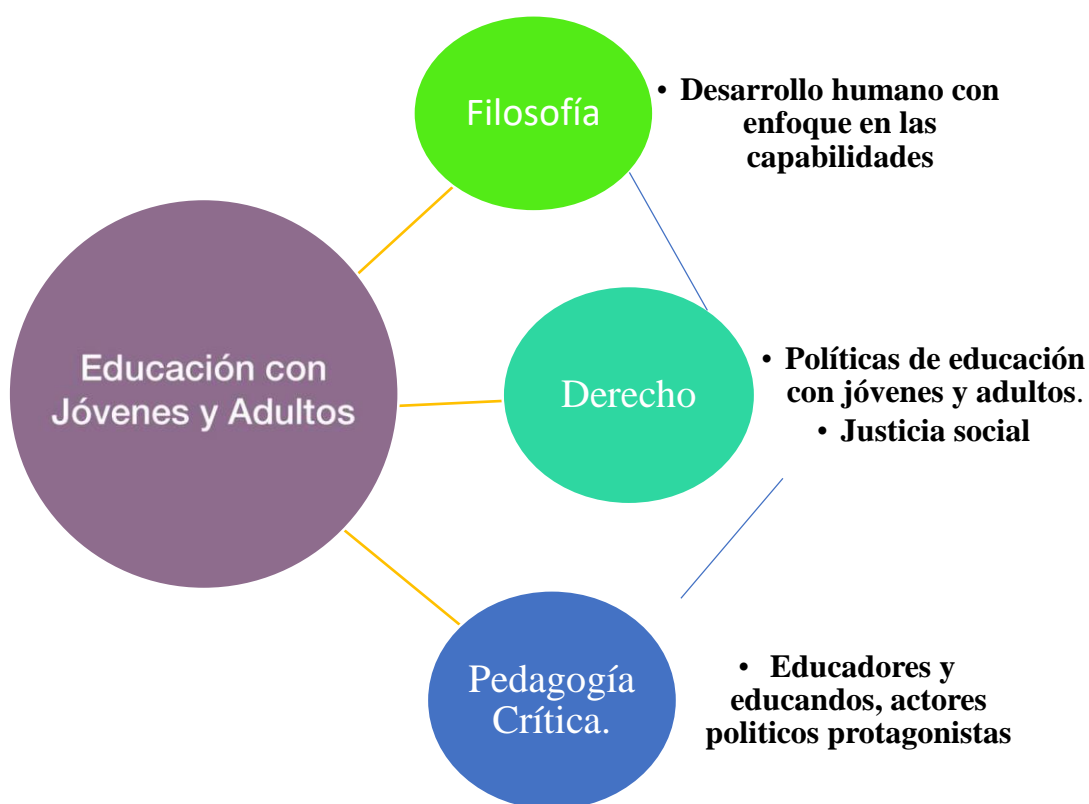 Filosofía
• Desarrollo humano con
enfoque en las
capabilidades
Educación con
Jóvenes y Adultos
Derecho
• Políticas de educación
con jóvenes y adultos.
• Justicia social
Pedagogía
Crítica.
• Educadores y
educandos, actores
politicos protagonistas